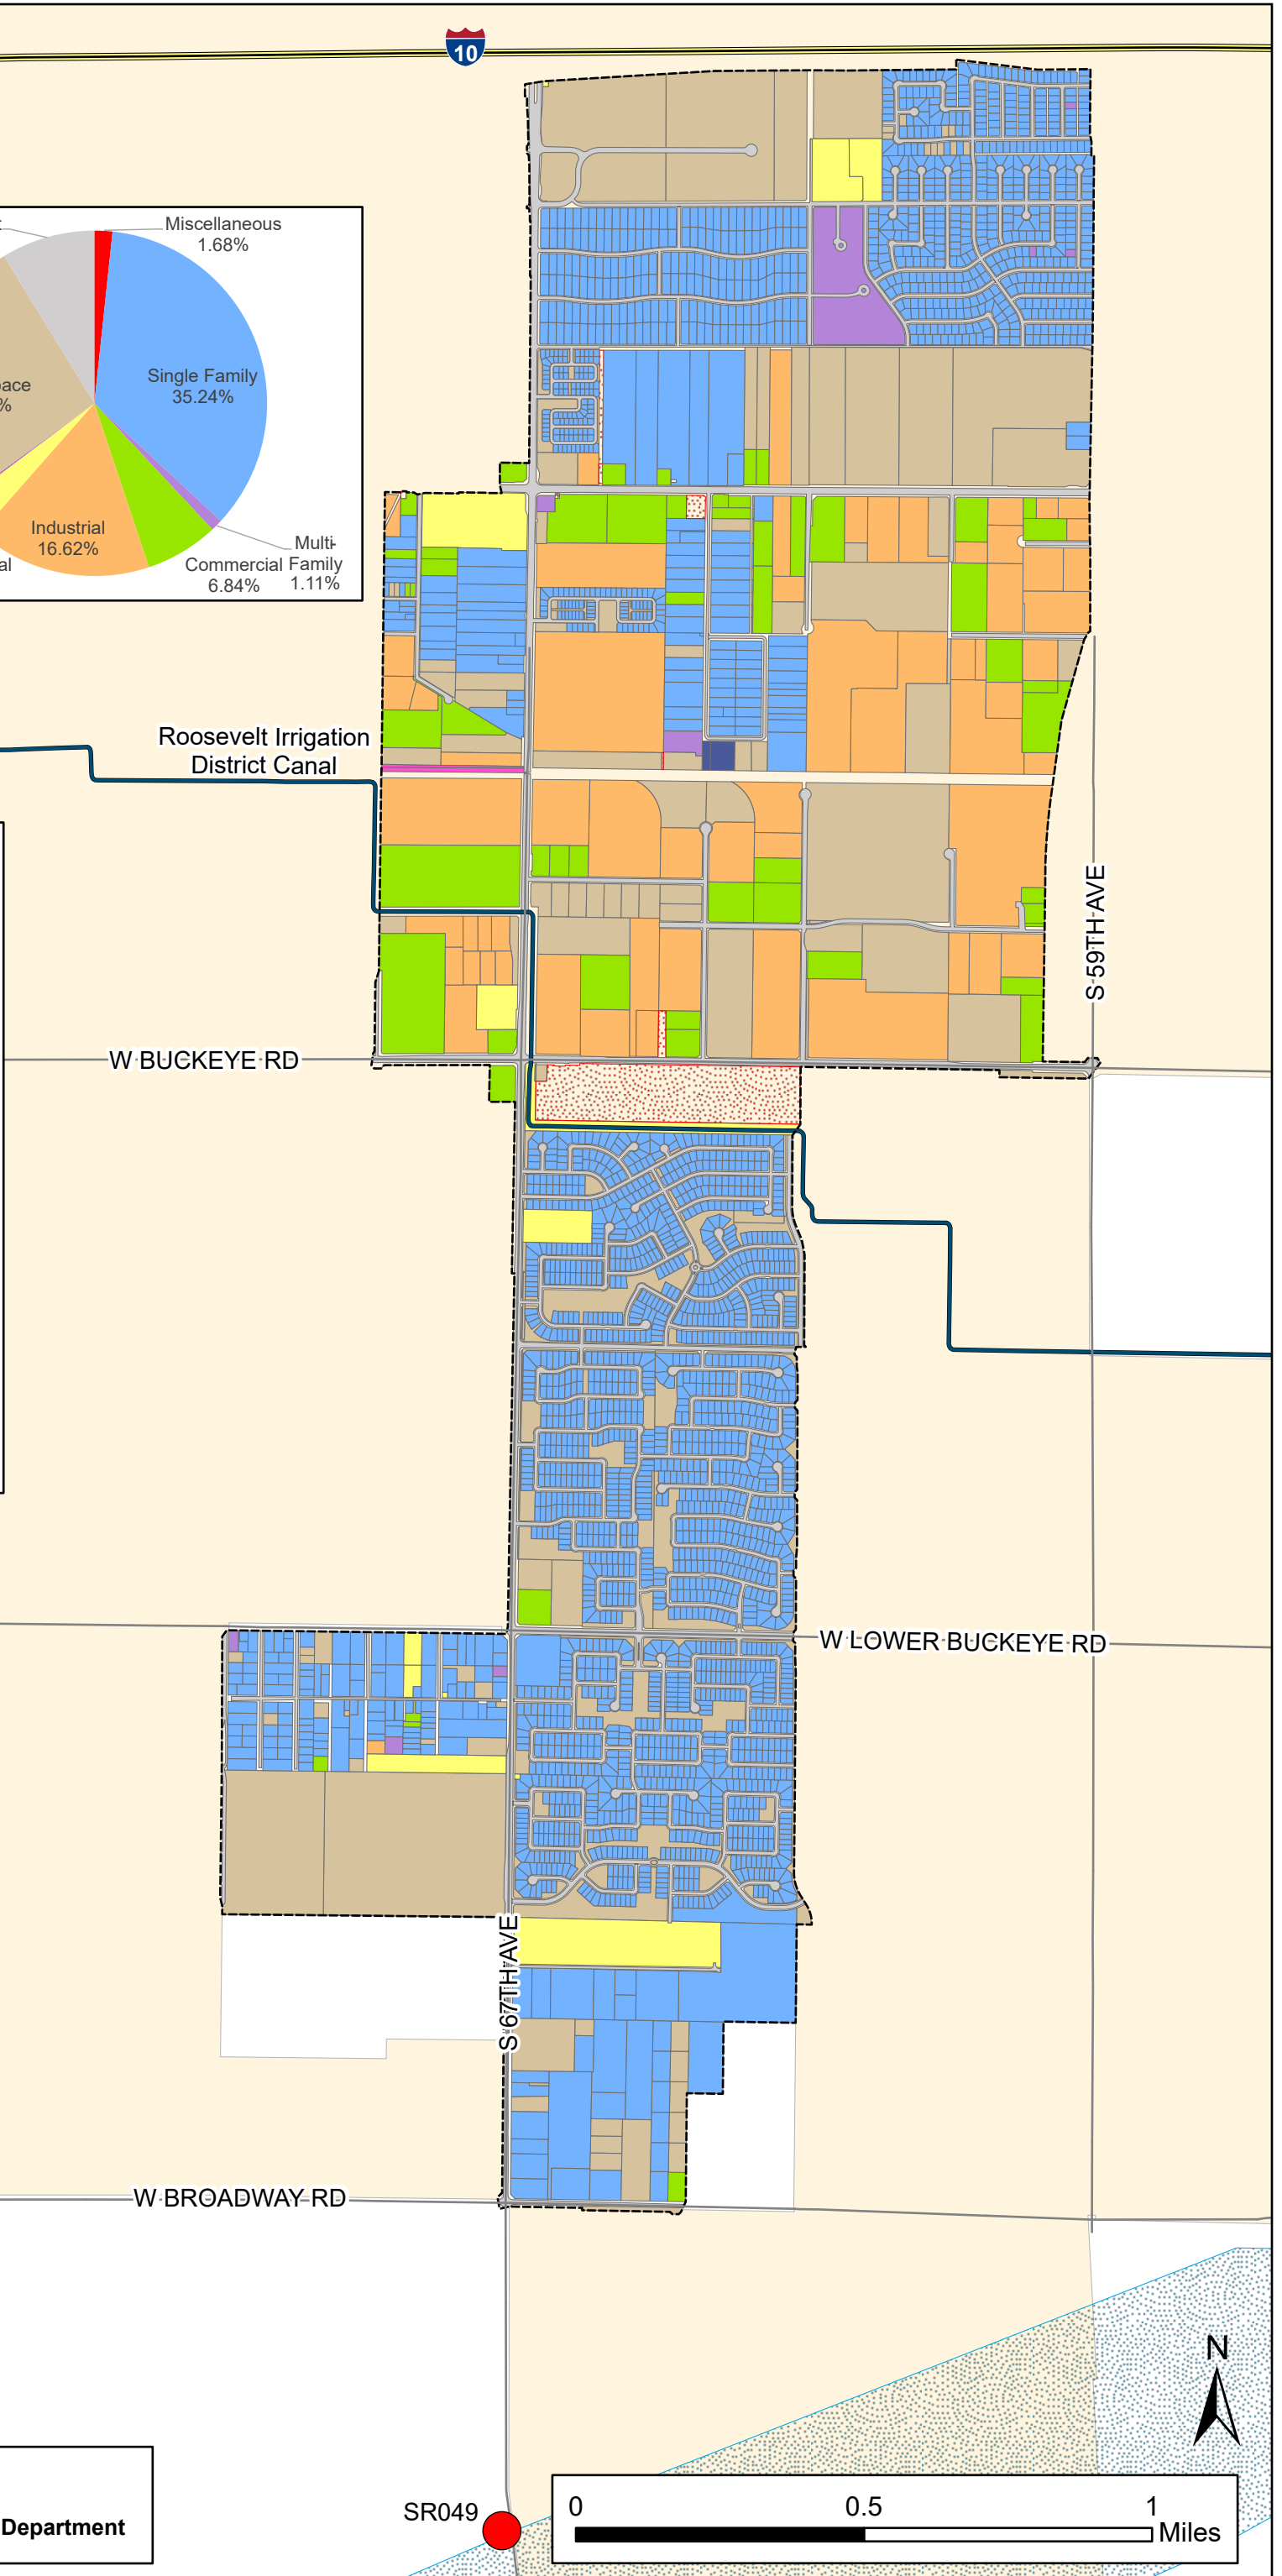 10
Miscellaneous
1.68%
Single Family
35.24%
Industrial
16.62%
Multi-
Commercial Family
6.84% 1.11%
Roosevelt Irrigation
District Canal
S 59TH AVE
W BUCKEYE RD
W LOWER BUCKEYE RD
S 67TH AVE
W BROADWAY RD
N
SR049
0 0.5 1
Miles
Department